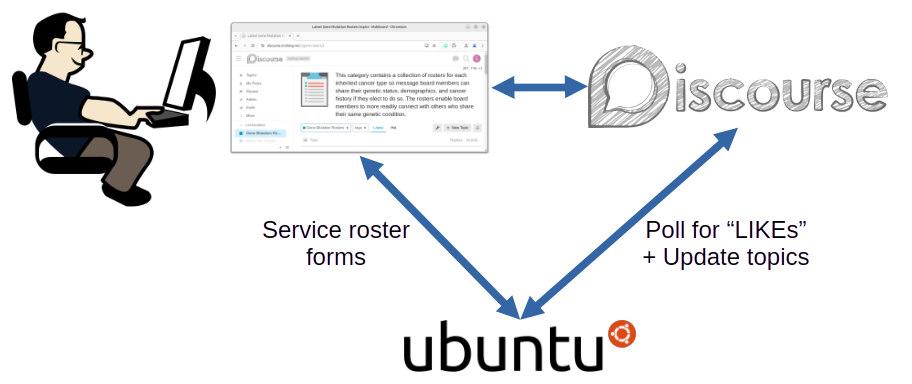 Discourse
This category contains a collection of rosters for each
inherited cancer type so message board members can
share their genetic status, demographics, and cancer
history if they elect to do so. The rosters enable board
members to more readily connect with others who share
their same genetic condition.
Latest
Hot
+ New Topic
Topic
Discourse
Service roster
forms
Poll for “LIKEs”
+ Update topics
ubuntu